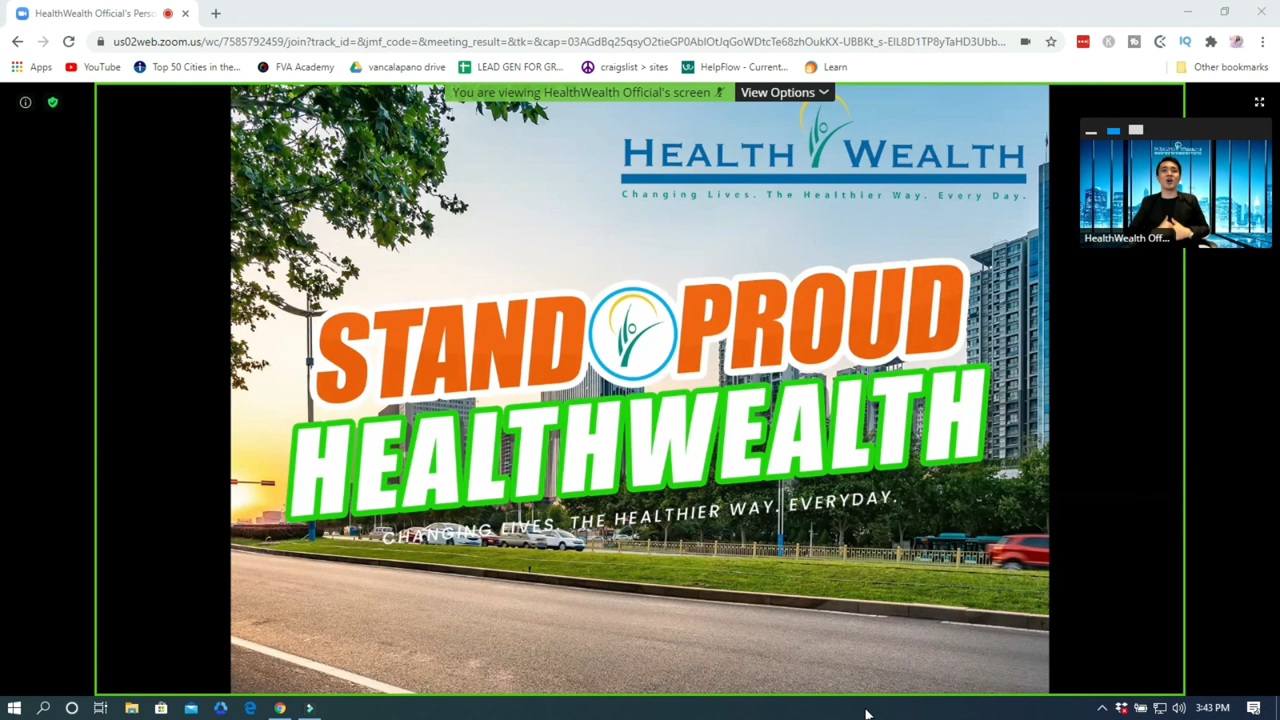 HealthWealth Official's Perso
us02web.zoom.us/wc/7585792459/join?track_id=&jmf_code=&meeting_result=&tk=&cap=03AGdBq25qsyO2tieGP0AblOtJqGoWDtcTe68zhOukKX-UBBKt_s-EIL8D1TP8yTaHD3Ubb...
Apps YouTube Top 50 Cities in the... FVA Academy vancalapano drive LEAD GEN FOR GR... craigslist > sites HelpFlow - Current... Learn Other bookmarks
You are viewing HealthWealth Official's screen View Options
HEALTH WEALTH
Changing Lives. The Healthier Way. Every Day.
HealthWealth Off...
STAND PROUD
HEALTHWEALTH
CHANGING LIVES. THE HEALTHIER WAY. EVERYDAY.
3:43 PM